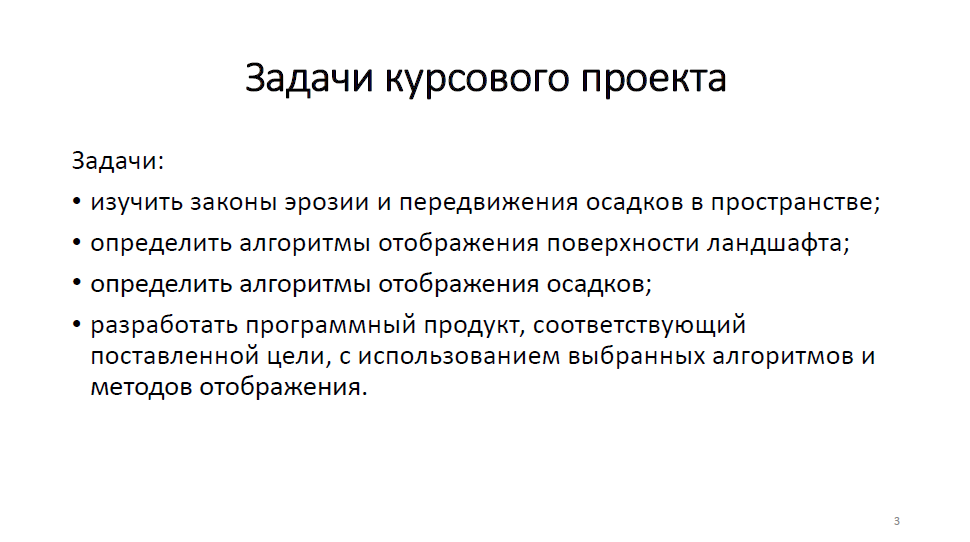 Задачи курсового проекта
Задачи:
• изучить законы эрозии и передвижения осадков в пространстве;
• определить алгоритмы отображения поверхности ландшафта;
• определить алгоритмы отображения осадков;
• разработать программный продукт, соответствующий
поставленной цели, с использованием выбранных алгоритмов и
методов отображения.
3